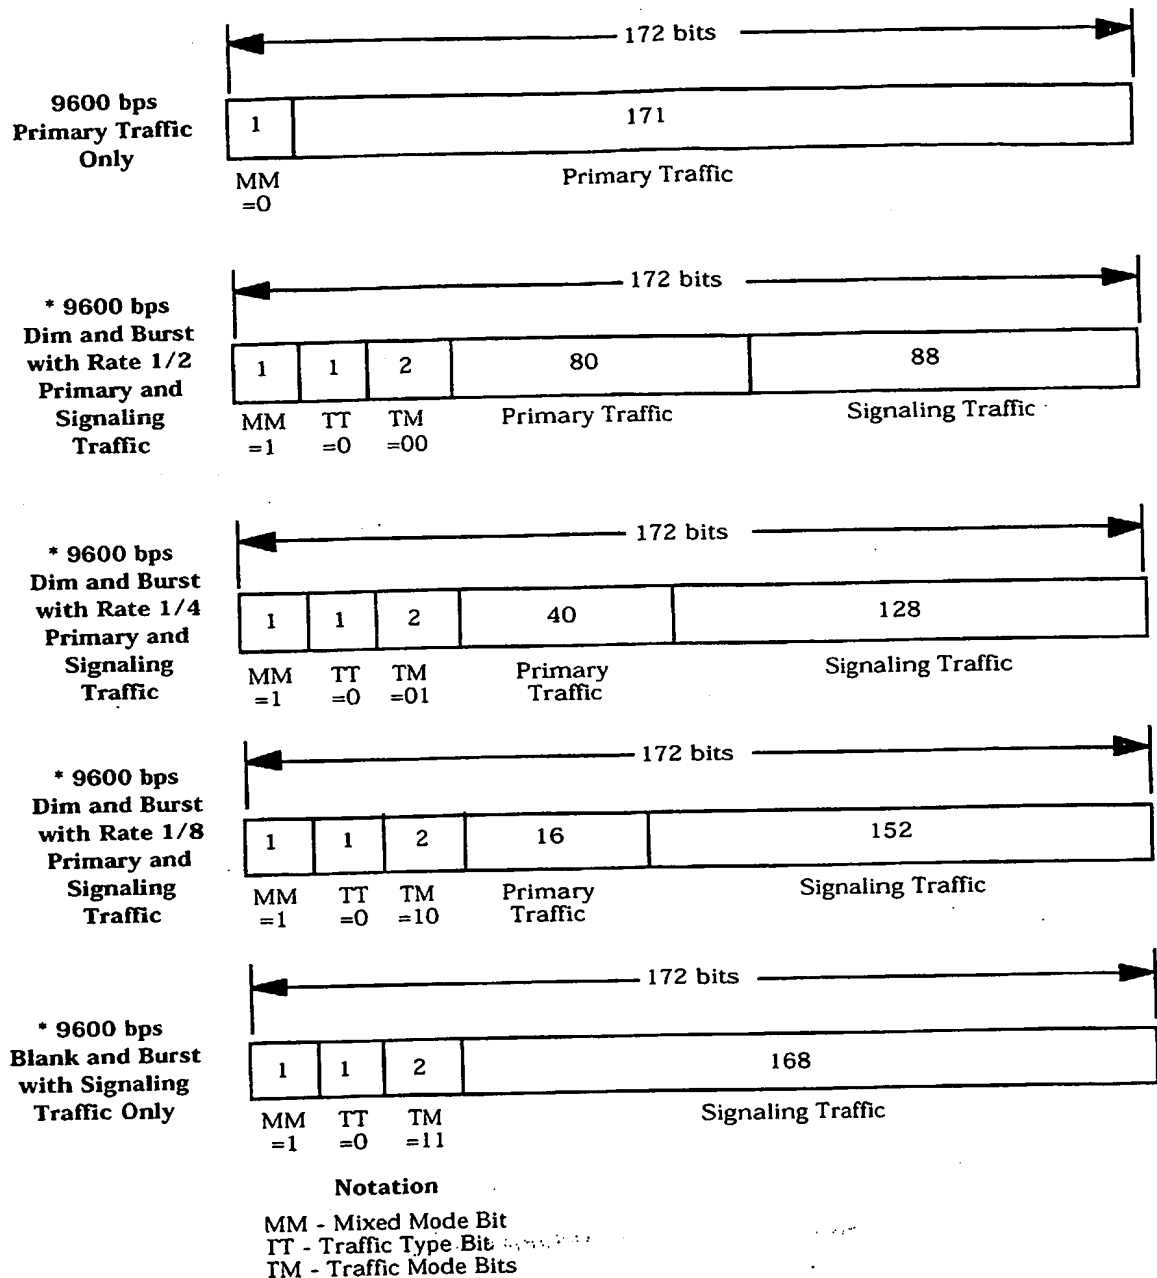 172 bits
9600 bps
Primary Traffic
Only
1
171
MM
=0
Primary Traffic
172 bits
* 9600 bps
Dim and Burst
with Rate 1/2
Primary and
Signaling
Traffic
1
1
2
80
88
MM
=1
TT
=0
TM
=00
Primary Traffic
Signaling Traffic
172 bits
* 9600 bps
Dim and Burst
with Rate 1/4
Primary and
Signaling
Traffic
1
1
2
40
128
MM
=1
TT
=0
TM
=01
Primary
Traffic
Signaling Traffic
172 bits
* 9600 bps
Dim and Burst
with Rate 1/8
Primary and
Signaling
Traffic
1
1
2
16
152
MM
=1
TT
=0
TM
=10
Primary
Traffic
Signaling Traffic
172 bits
* 9600 bps
Blank and Burst
with Signaling
Traffic Only
1
1
2
168
MM
=1
TT
=0
TM
=11
Signaling Traffic
Notation
MM - Mixed Mode Bit
TT - Traffic Type Bit
TM - Traffic Mode Bits